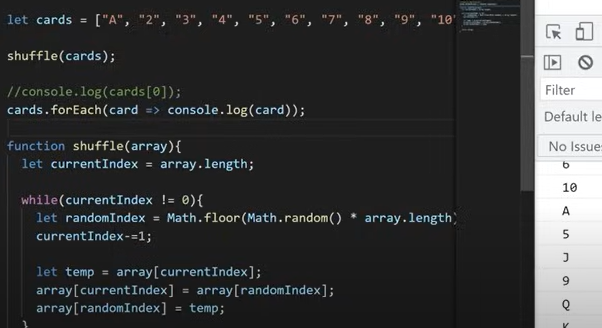 let cards = ["A", "2", "3", "4", "5", "6", "7", "8", "9", "10"
shuffle(cards);
//console.log(cards[0]);
cards.forEach(card => console.log(card));
function shuffle(array){
let currentIndex = array.length;
while(currentIndex != 0){
let randomIndex = Math.floor(Math.random() * array.length)
currentIndex-=1;
let temp = array[currentIndex];
array[currentIndex] = array[randomIndex];
array[randomIndex] = temp;
}
Filter
Default le
No Issues
6
10
A
5
J
9
Q
K